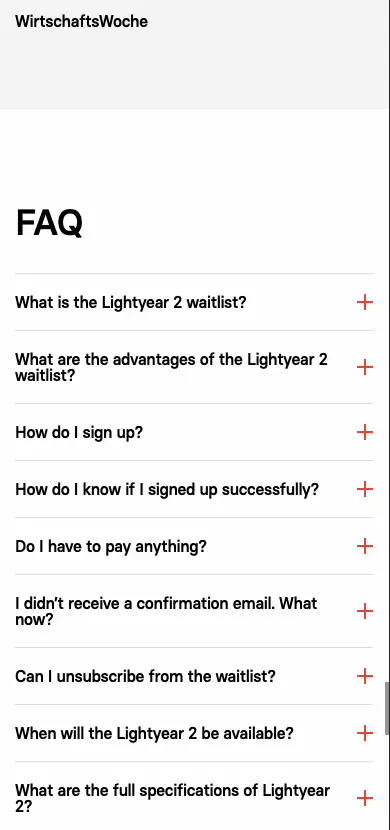 WirtschaftsWoche
FAQ
What is the Lightyear 2 waitlist?
What are the advantages of the Lightyear 2
waitlist?
How do I sign up?
How do I know if I signed up successfully?
Do I have to pay anything?
I didn’t receive a confirmation email. What
now?
Can I unsubscribe from the waitlist?
When will the Lightyear 2 be available?
What are the full specifications of Lightyear
2?